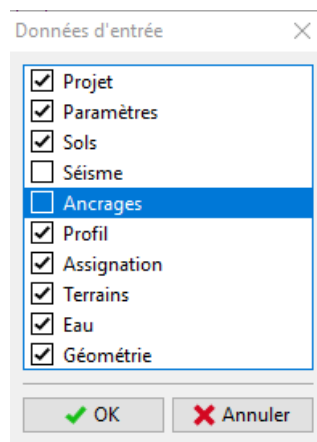 Données d'entrée
Projet
Paramètres
Sols
Séisme
Ancrages
Profil
Assignation
Terrains
Eau
Géométrie
OK Annuler